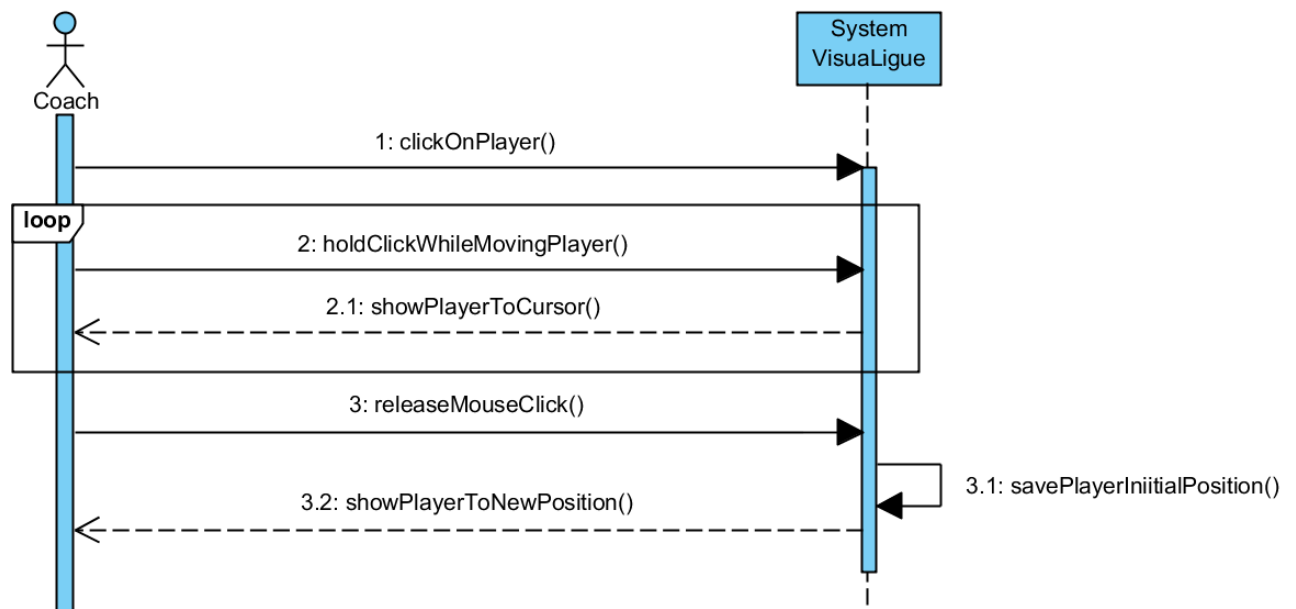 System
VisuaLigue
Coach
1: clickOnPlayer()
loop
2: holdClickWhileMovingPlayer()
2.1: showPlayerToCursor()
3: releaseMouseClick()
3.1: savePlayerIniitialPosition()
3.2: showPlayerToNewPosition()